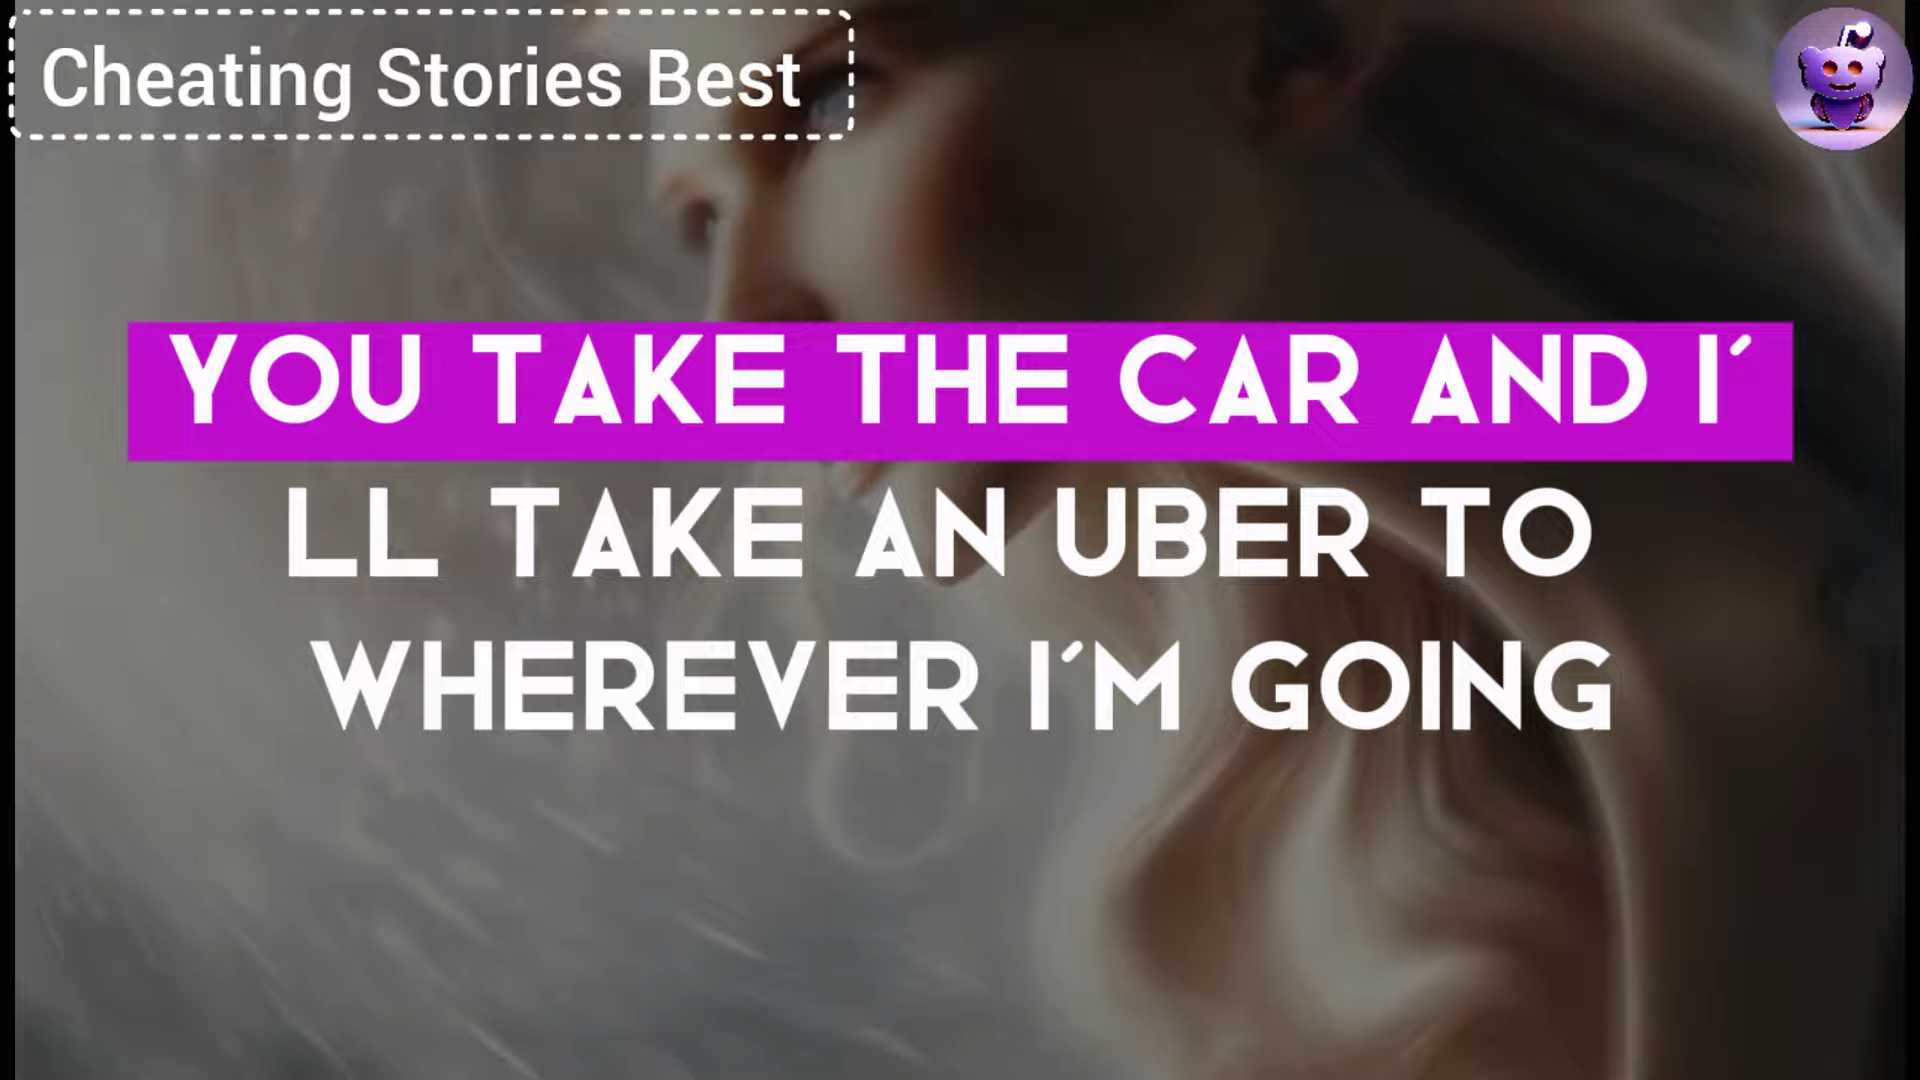 Cheating Stories Best
YOU TAKE THE CAR AND I´
LL TAKE AN UBER TO
WHEREVER I´M GOING